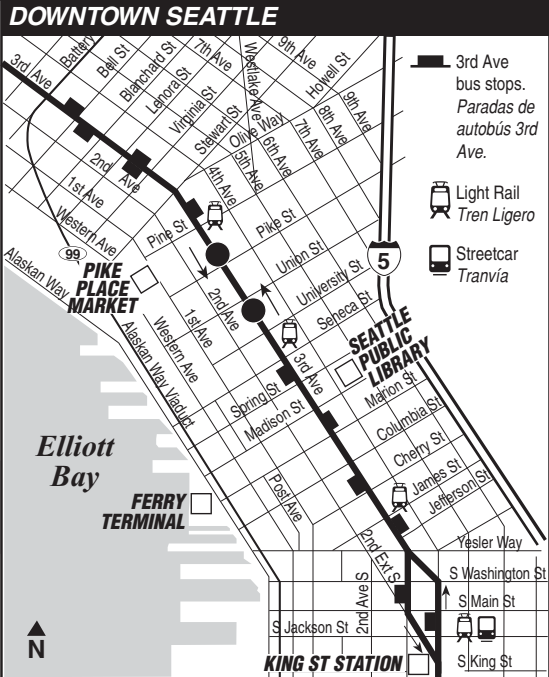 DOWNTOWN SEATTLE
3rd Ave
Battery
Bell St
Blanchard St
Lenora St
Virginia St
7th Ave
Westlake Ave
9th Ave
Howell St
Stewart St
Olive Way
9th Ave
8th Ave
7th Ave
6th Ave
5th Ave
4th Ave
2nd Ave
1st Ave
Western Ave
Pine St
Pike St
Union St
University St
Seneca St
99
5
Alaskan Way
PIKE
PLACE
MARKET
2nd Ave
1st Ave
Western Ave
Alaskan Way Viaduct
3rd Ave
SEATTLE
PUBLIC
LIBRARY
Spring St
Madison St
Marion St
Columbia St
Cherry St
James St
Jefferson St
Elliott
Bay
FERRY
TERMINAL
Post Ave
2nd Ext S
2nd Ave S
Yesler Way
S Washington St
S Main St
S Jackson St
S King St
KING ST STATION
N
3rd Ave
bus stops.
Paradas de
autobús 3rd
Ave.
Light Rail
Tren Ligero
Streetcar
Tranvía